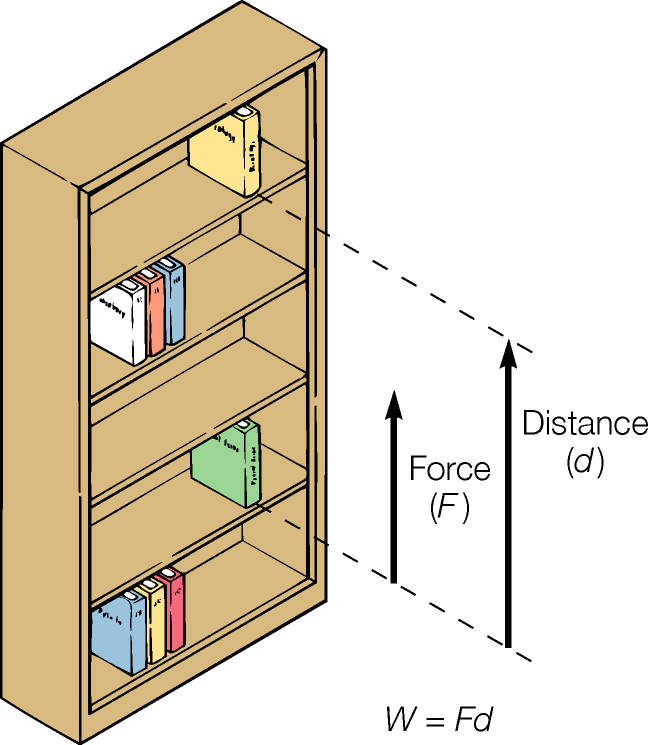 Distance
(d)
Force
(F)
W = Fd